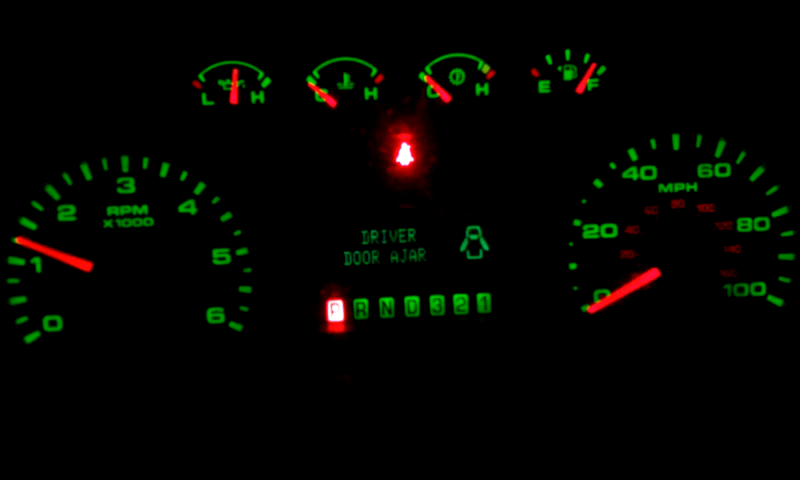 L H
C H
C H
E F
0 1 2 3 4 5 6
RPM
X1000
DRIVER
DOOR AJAR
P R N D 3 2 1
0 20 40 60 80 100
MPH